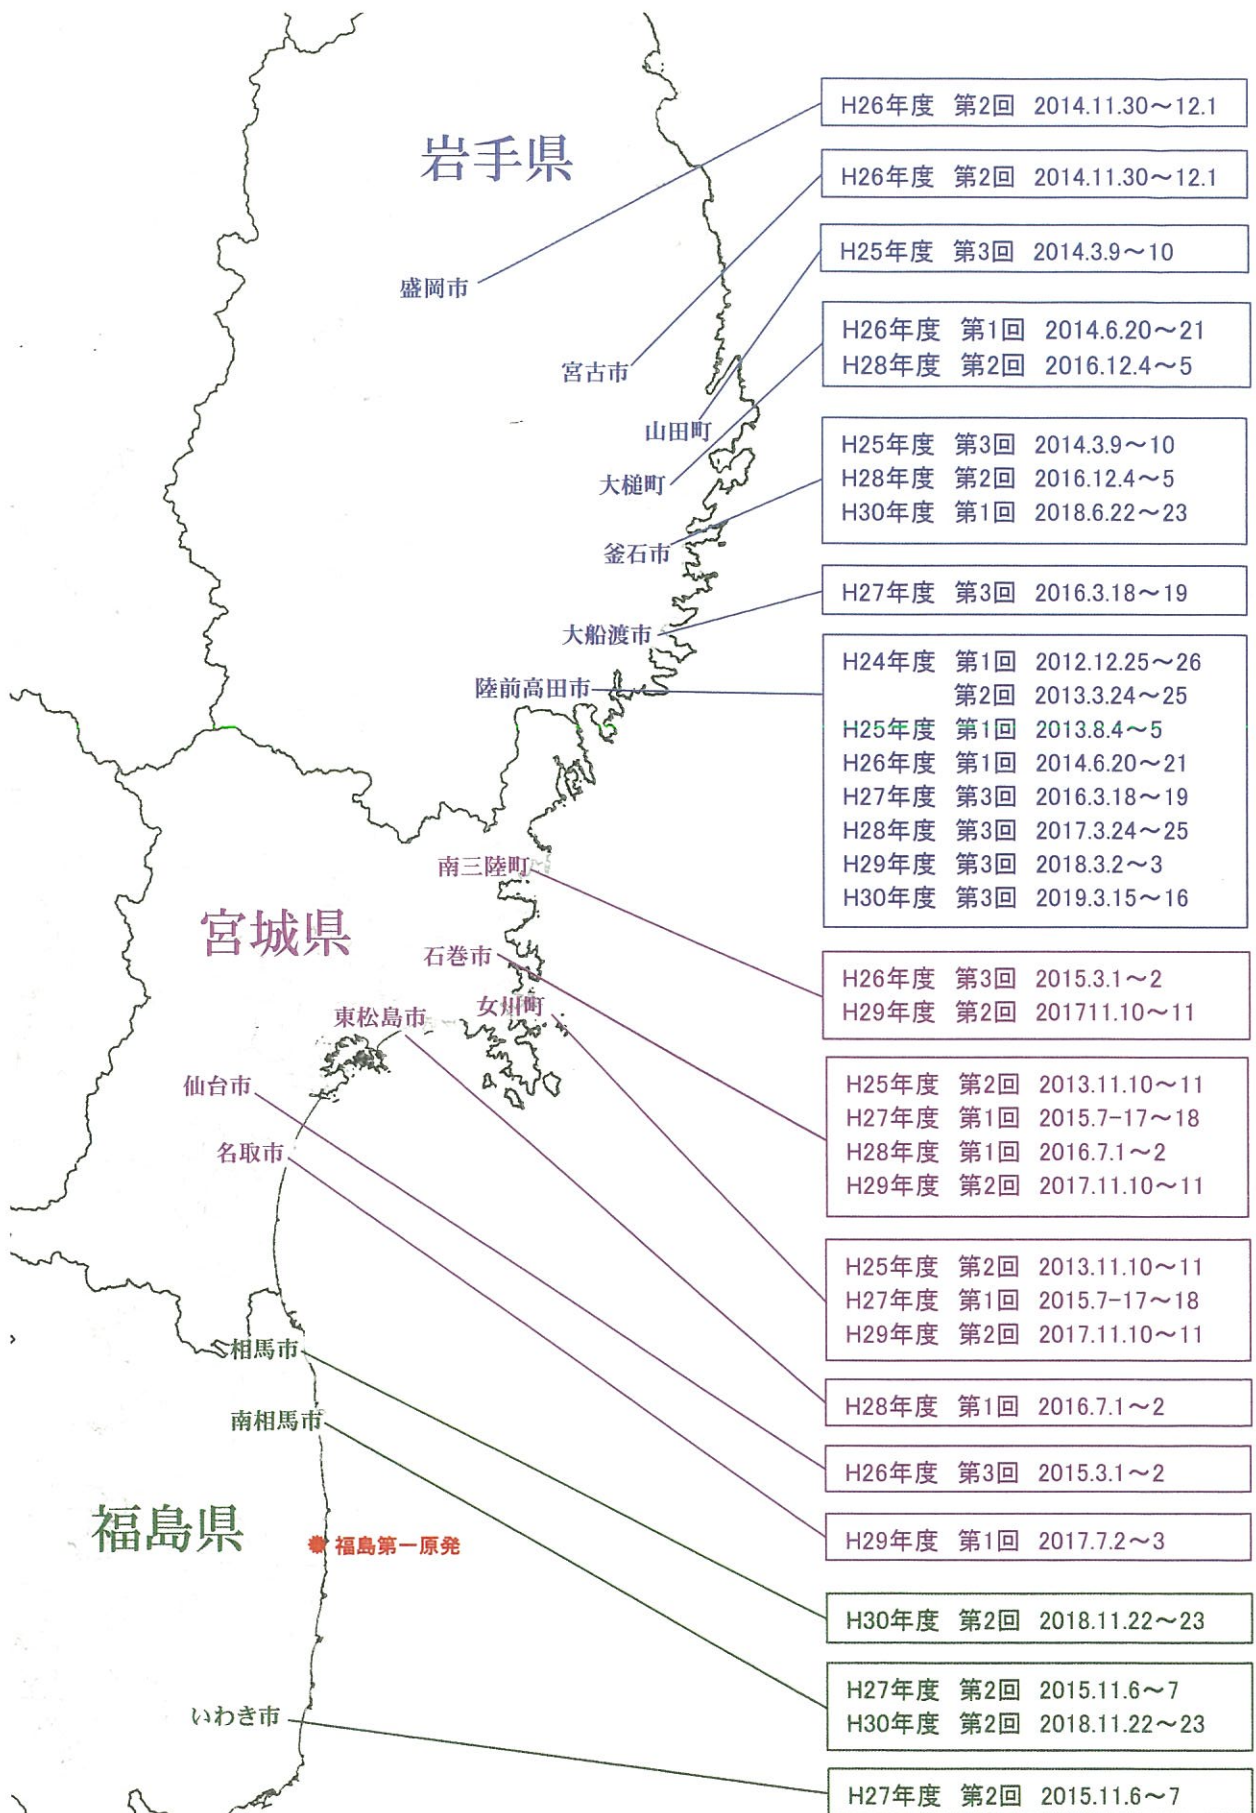 岩手県
盛岡市
宮古市
山田町
大槌町
釜石市
大船渡市
陸前高田市
H26年度 第2回 2014.11.30～12.1
H26年度 第2回 2014.11.30～12.1
H25年度 第3回 2014.3.9～10
H26年度 第1回 2014.6.20～21
H28年度 第2回 2016.12.4～5
H25年度 第3回 2014.3.9～10
H28年度 第2回 2016.12.4～5
H30年度 第1回 2018.6.22～23
H27年度 第3回 2016.3.18～19
H24年度 第1回 2012.12.25～26
第2回 2013.3.24～25
H25年度 第1回 2013.8.4～5
H26年度 第1回 2014.6.20～21
H27年度 第3回 2016.3.18～19
H28年度 第3回 2017.3.24～25
H29年度 第3回 2018.3.2～3
H30年度 第3回 2019.3.15～16
宮城県
南三陸町
石巻市
女川町
東松島市
仙台市
名取市
H26年度 第3回 2015.3.1～2
H29年度 第2回 201711.10～11
H25年度 第2回 2013.11.10～11
H27年度 第1回 2015.7-17～18
H28年度 第1回 2016.7.1～2
H29年度 第2回 2017.11.10～11
H25年度 第2回 2013.11.10～11
H27年度 第1回 2015.7-17～18
H29年度 第2回 2017.11.10～11
H28年度 第1回 2016.7.1～2
H26年度 第3回 2015.3.1～2
H29年度 第1回 2017.7.2～3
福島県
相馬市
南相馬市
福島第一原発
いわき市
H30年度 第2回 2018.11.22～23
H27年度 第2回 2015.11.6～7
H30年度 第2回 2018.11.22～23
H27年度 第2回 2015.11.6～7